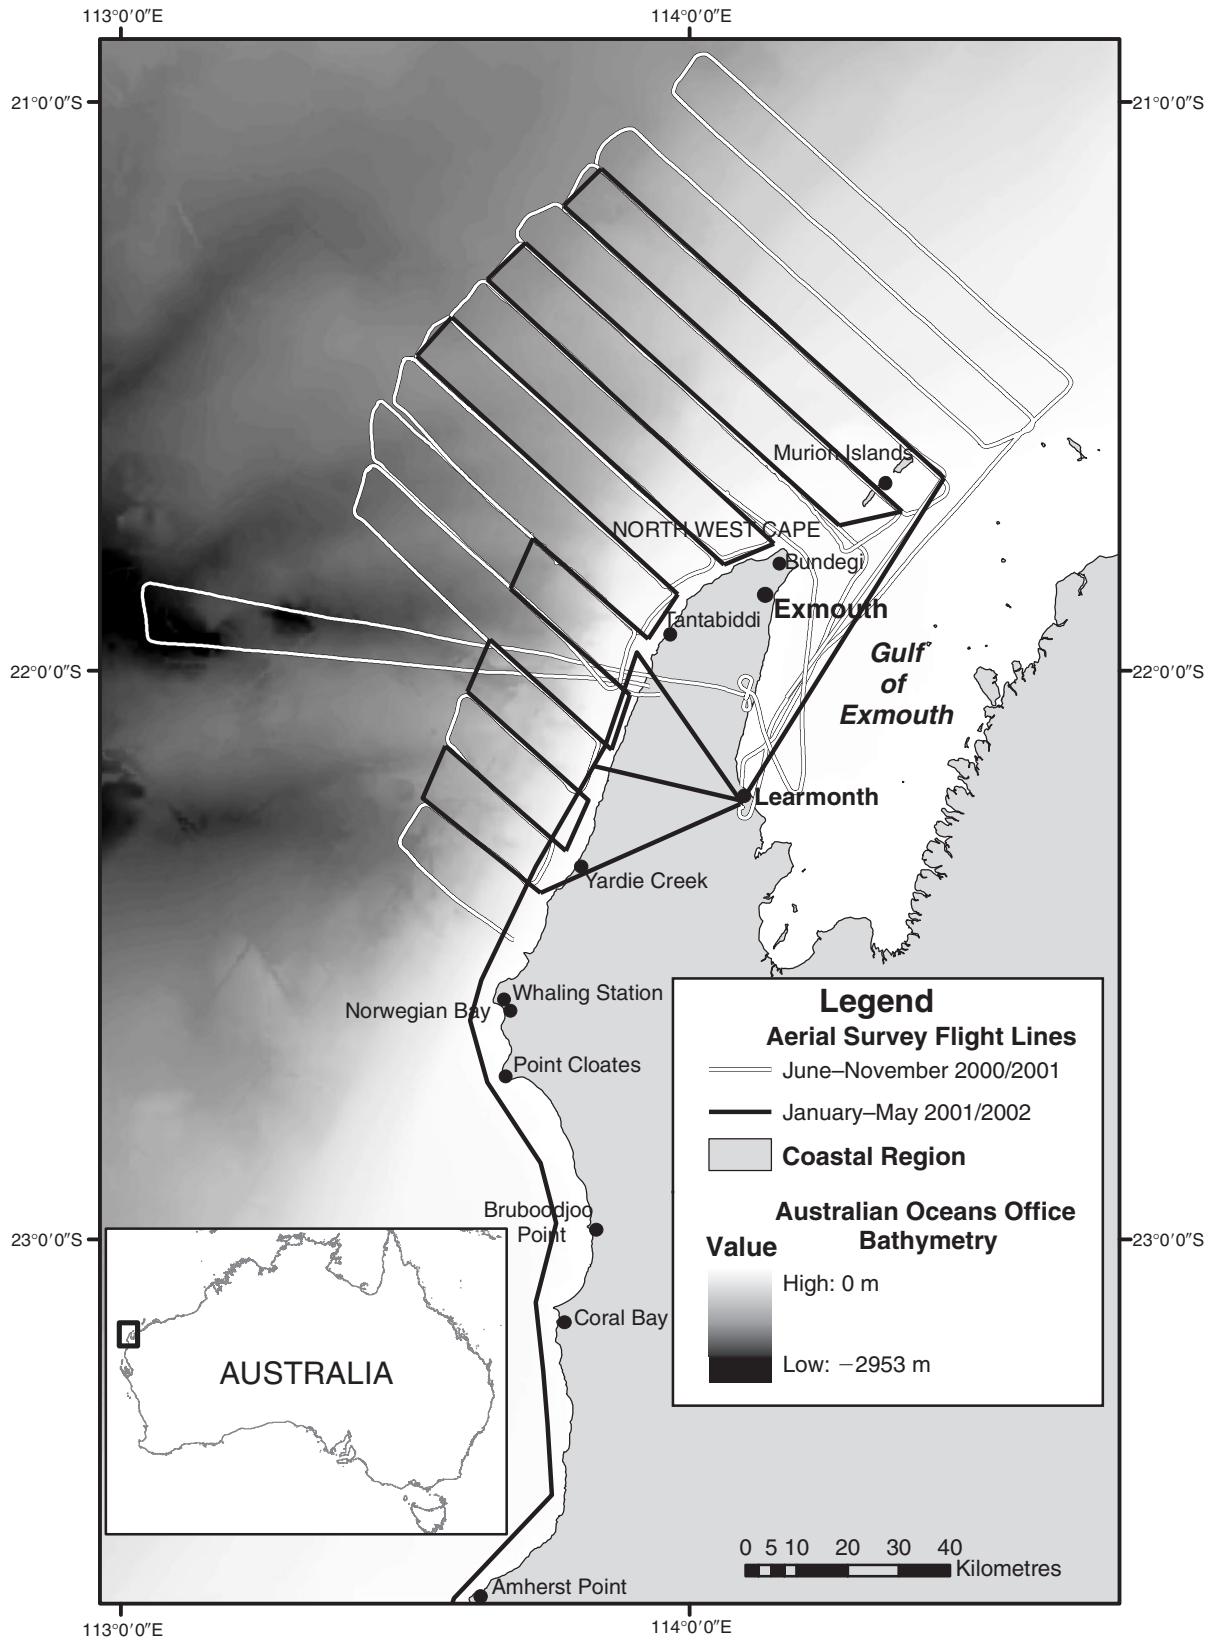 113°0′0″E
114°0′0″E
21°0′0″S
21°0′0″S
Murion Islands
NORTH WEST CAPE
Bundegi
Exmouth
Tantabiddi
22°0′0″S
22°0′0″S
Gulf
of
Exmouth
Learmonth
Yardie Creek
Whaling Station
Norwegian Bay
Point Cloates
Bruboodjoo
Point
23°0′0″S
23°0′0″S
Coral Bay
Amherst Point
Legend
Aerial Survey Flight Lines
June–November 2000/2001
January–May 2001/2002
Coastal Region
Australian Oceans Office
Bathymetry
Value
High: 0 m
Low: −2953 m
AUSTRALIA
0 5 10 20 30 40
Kilometres
113°0′0″E
114°0′0″E